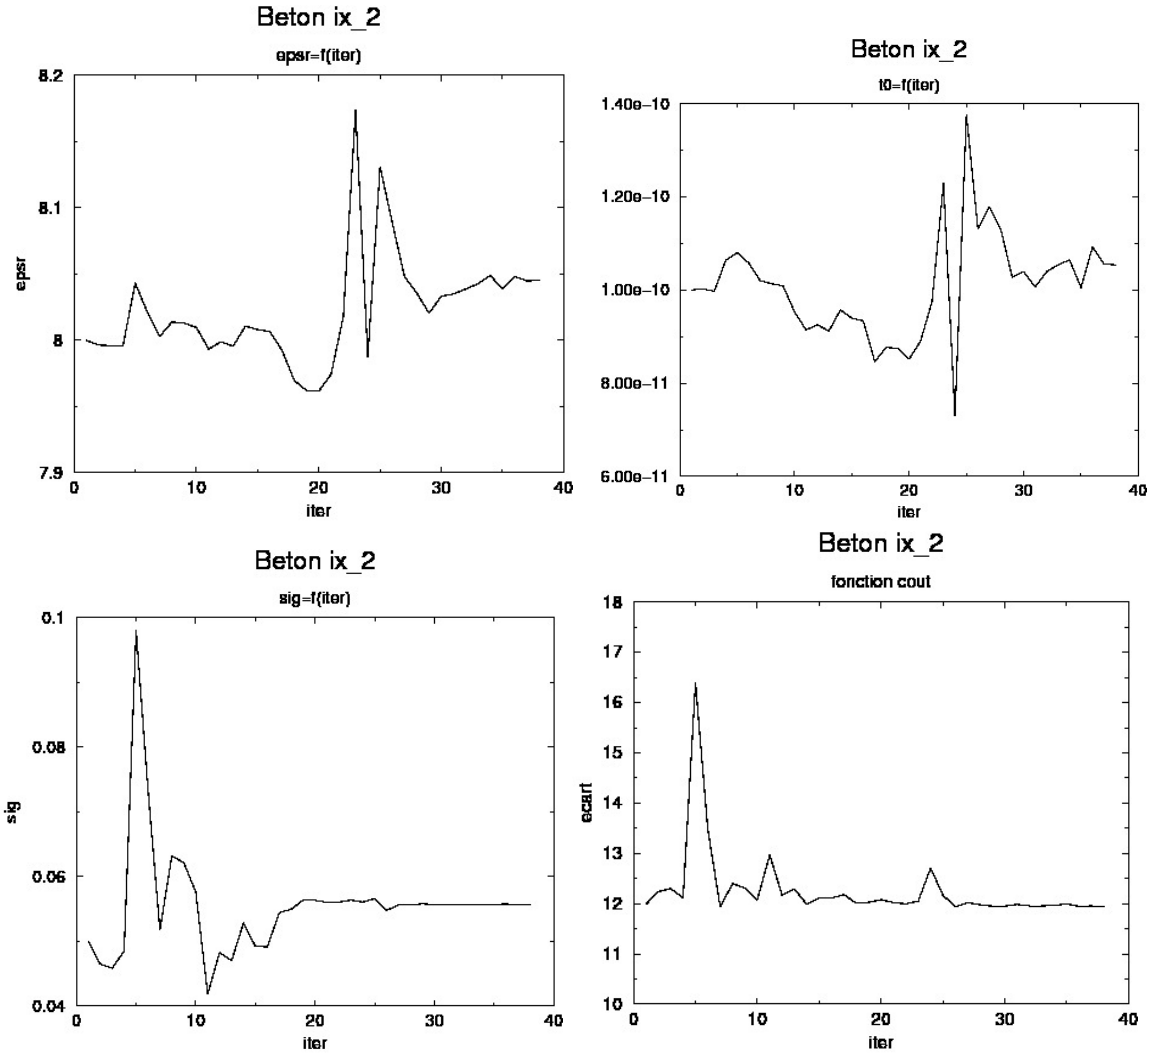 Beton ix_2
epsr=f(iter)
8.2
8.1
8
7.9
epsr
0
10
20
30
40
iter
Beton ix_2
t0=f(iter)
1.40e-10
1.20e-10
1.00e-10
8.00e-11
6.00e-11
0
10
20
30
40
iter
Beton ix_2
sig=f(iter)
0.1
0.08
0.06
0.04
sig
0
10
20
30
40
iter
Beton ix_2
fonction cout
18
17
16
15
14
13
12
11
10
ecart
0
10
20
30
40
iter